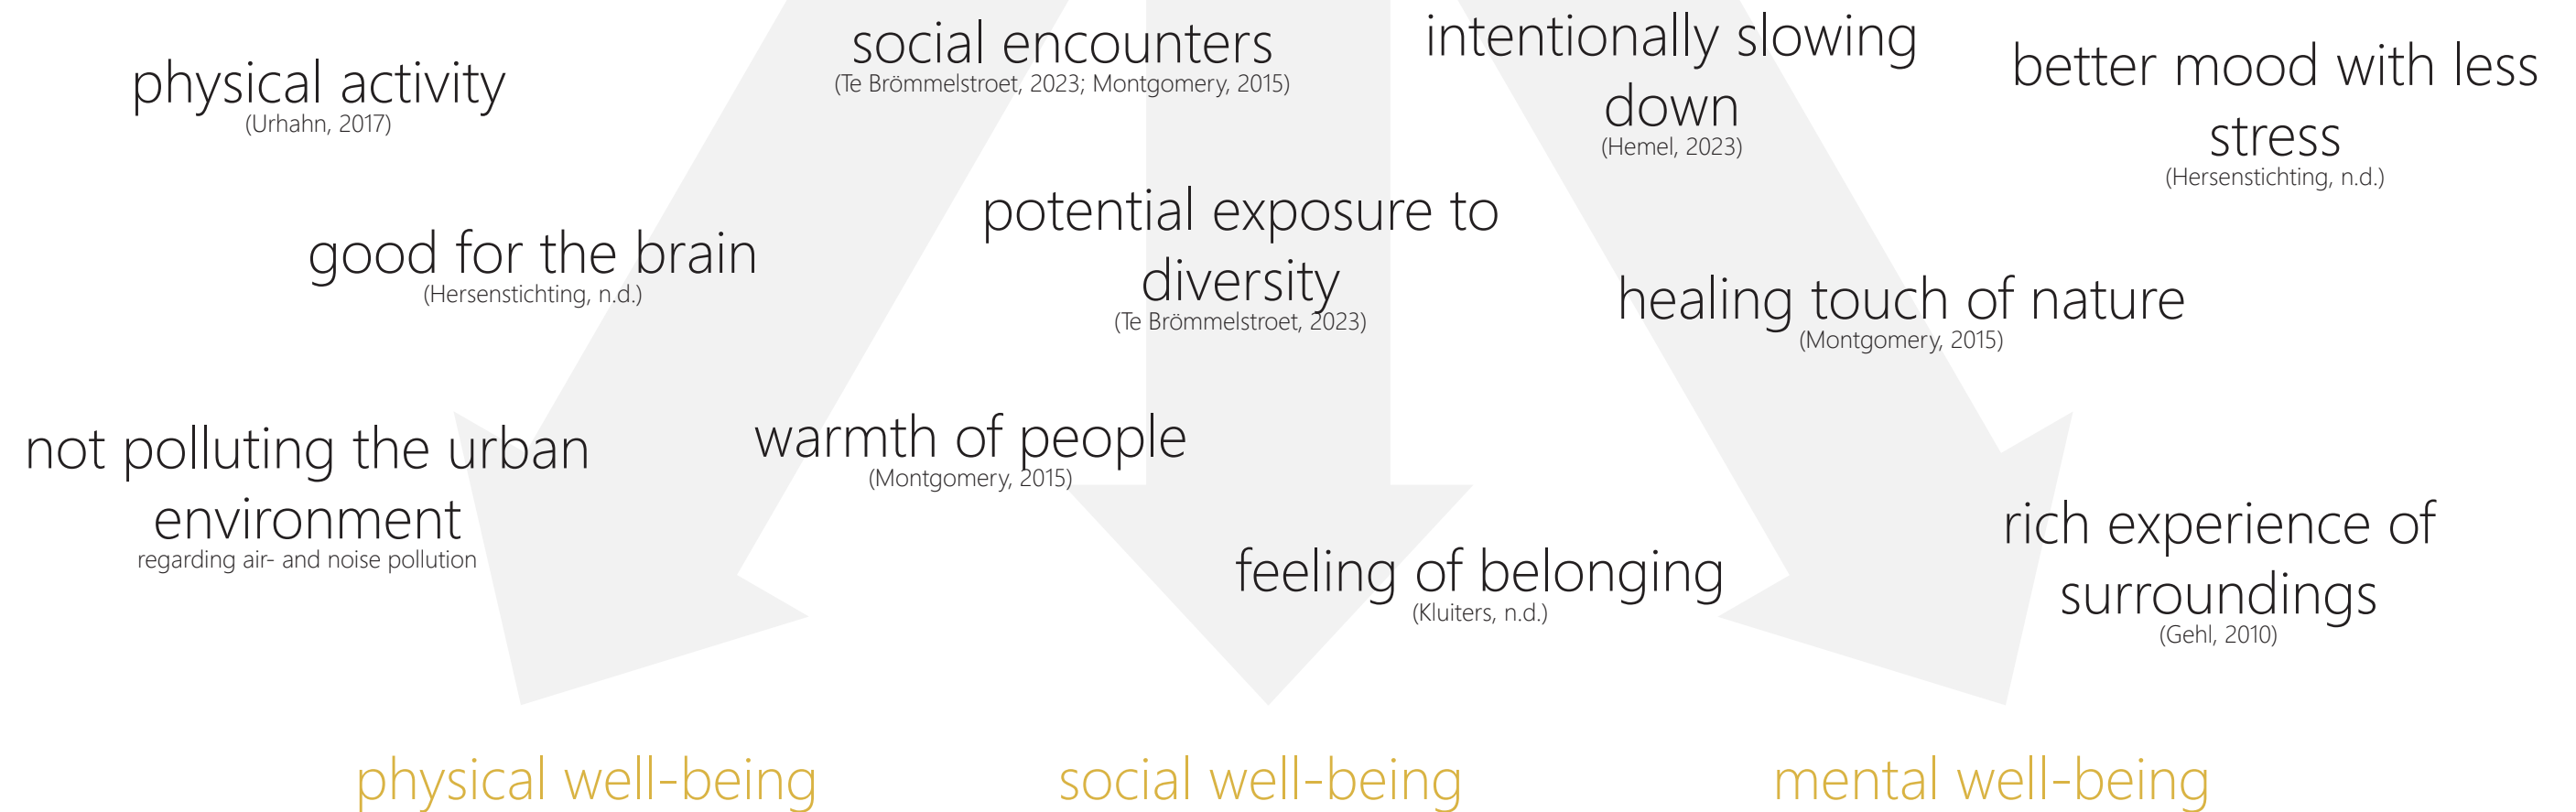 physical activity
(Urhahn, 2017)
social encounters
(Te Brömmelstroet, 2023; Montgomery, 2015)
intentionally slowing
down
(Hemel, 2023)
better mood with less
stress
(Hersenstichting, n.d.)
good for the brain
(Hersenstichting, n.d.)
potential exposure to
diversity
(Te Brömmelstroet, 2023)
healing touch of nature
(Montgomery, 2015)
not polluting the urban
environment
regarding air- and noise pollution
warmth of people
(Montgomery, 2015)
feeling of belonging
(Kluiters, n.d.)
rich experience of
surroundings
(Gehl, 2010)
physical well-being
social well-being
mental well-being